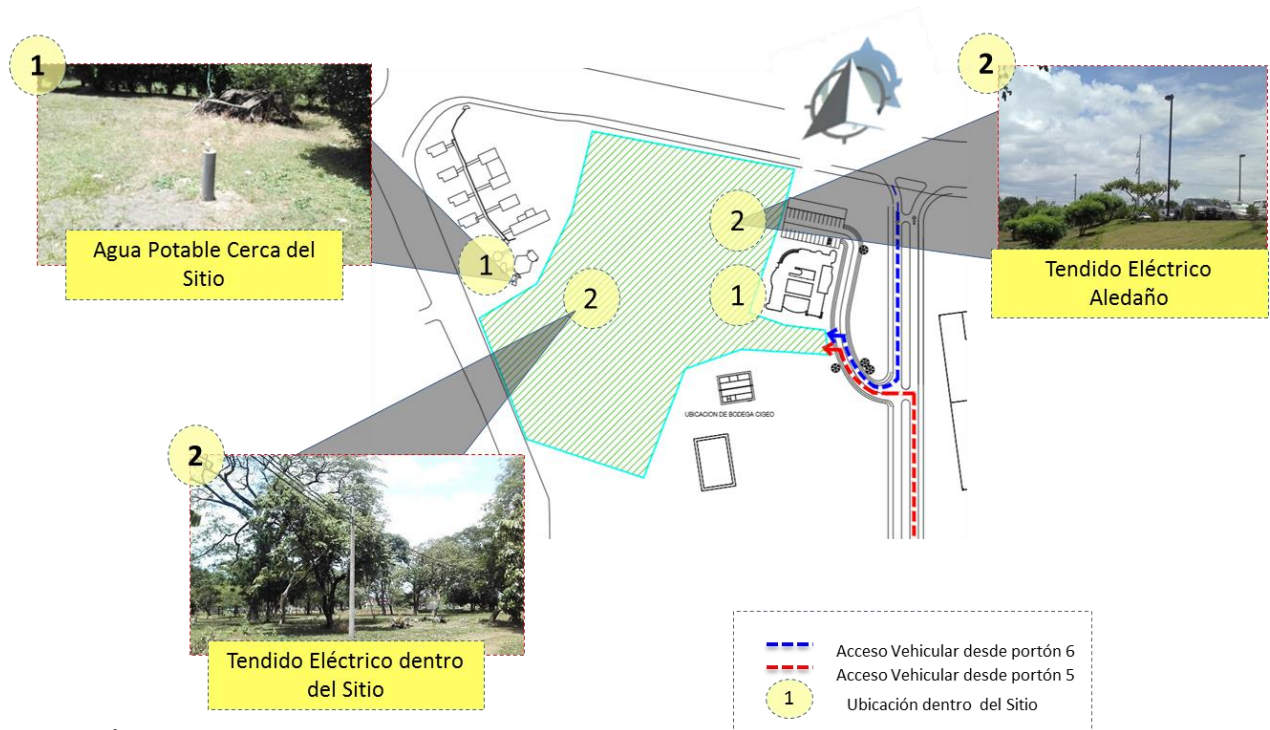 1
Agua Potable Cerca del
Sitio
2
Tendido Eléctrico
Aledaño
2
1
1
2
UBICACION DE BODEGA CIGEO
2
Tendido Eléctrico dentro
del Sitio
Acceso Vehicular desde portón 6
Acceso Vehicular desde portón 5
1
Ubicación dentro del Sitio